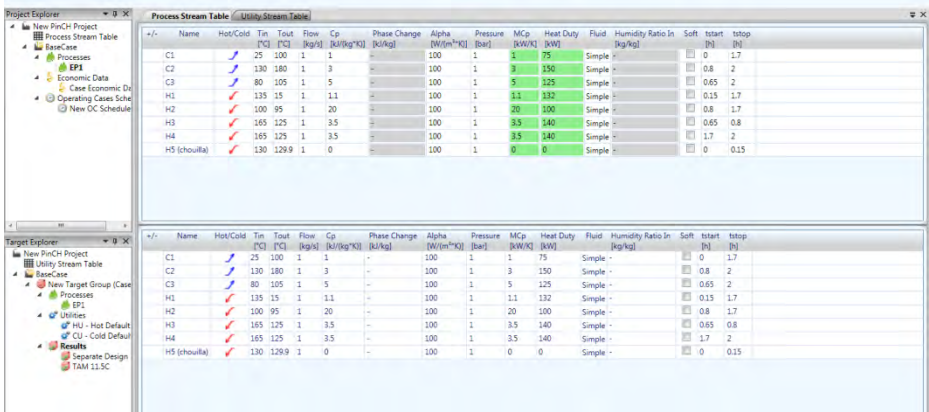 Project Explorer
New PinCH Project
Process Stream Table
BaseCase
Processes
EP1
Economic Data
Case Economic Da
Operating Cases Sche
New OC Schedule
Process Stream Table Utility Stream Table
+/- Name Hot/Cold Tin Tout Flow Cp Phase Change Alpha Pressure MCp Heat Duty Fluid Humidity Ratio In Soft tstart tstop
[°C] [°C] [kg/s] [kJ/(kg*K)] [kJ/kg] [W/(m²*K)] [bar] [kW/K] [kW] [kg/kg] [h] [h]
C1 25 100 1 1 - 100 1 1 75 Simple - 0 1.7
C2 130 180 1 3 - 100 1 3 150 Simple - 0.8 2
C3 80 105 1 5 - 100 1 5 125 Simple - 0.65 2
H1 135 15 1 1.1 - 100 1 1.1 132 Simple - 0.15 1.7
H2 100 95 1 20 - 100 1 20 100 Simple - 0.8 1.7
H3 165 125 1 3.5 - 100 1 3.5 140 Simple - 0.65 0.8
H4 165 125 1 3.5 - 100 1 3.5 140 Simple - 1.7 2
H5 (chouilla) 130 129.9 1 0 - 100 1 0 0 Simple - 0 0.15
Target Explorer
New PinCH Project
Utility Stream Table
BaseCase
New Target Group (Case
Processes
EP1
Utilities
HU - Hot Default
CU - Cold Default
Results
Separate Design
TAM 11.5C
+/- Name Hot/Cold Tin Tout Flow Cp Phase Change Alpha Pressure MCp Heat Duty Fluid Humidity Ratio In Soft tstart tstop
[°C] [°C] [kg/s] [kJ/(kg*K)] [kJ/kg] [W/(m²*K)] [bar] [kW/K] [kW] [kg/kg] [h] [h]
C1 25 100 1 1 - 100 1 1 75 Simple - 0 1.7
C2 130 180 1 3 - 100 1 3 150 Simple - 0.8 2
C3 80 105 1 5 - 100 1 5 125 Simple - 0.65 2
H1 135 15 1 1.1 - 100 1 1.1 132 Simple - 0.15 1.7
H2 100 95 1 20 - 100 1 20 100 Simple - 0.8 1.7
H3 165 125 1 3.5 - 100 1 3.5 140 Simple - 0.65 0.8
H4 165 125 1 3.5 - 100 1 3.5 140 Simple - 1.7 2
H5 (chouilla) 130 129.9 1 0 - 100 1 0 0 Simple - 0 0.15